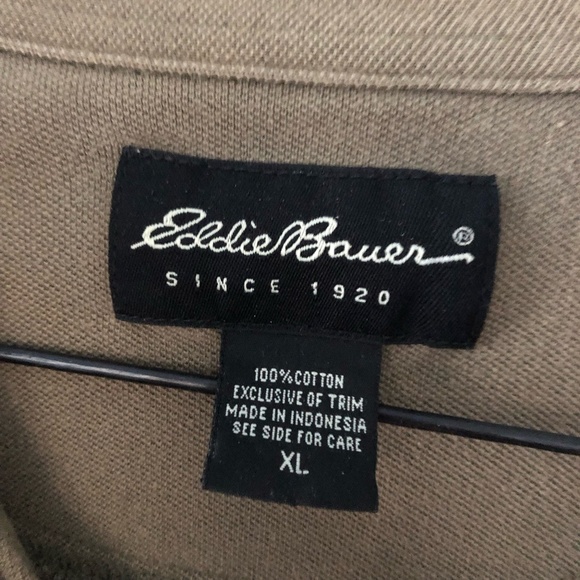 Eddie Bauer®
SINCE 1920
100% COTTON
EXCLUSIVE OF TRIM
MADE IN INDONESIA
SEE SIDE FOR CARE
XL